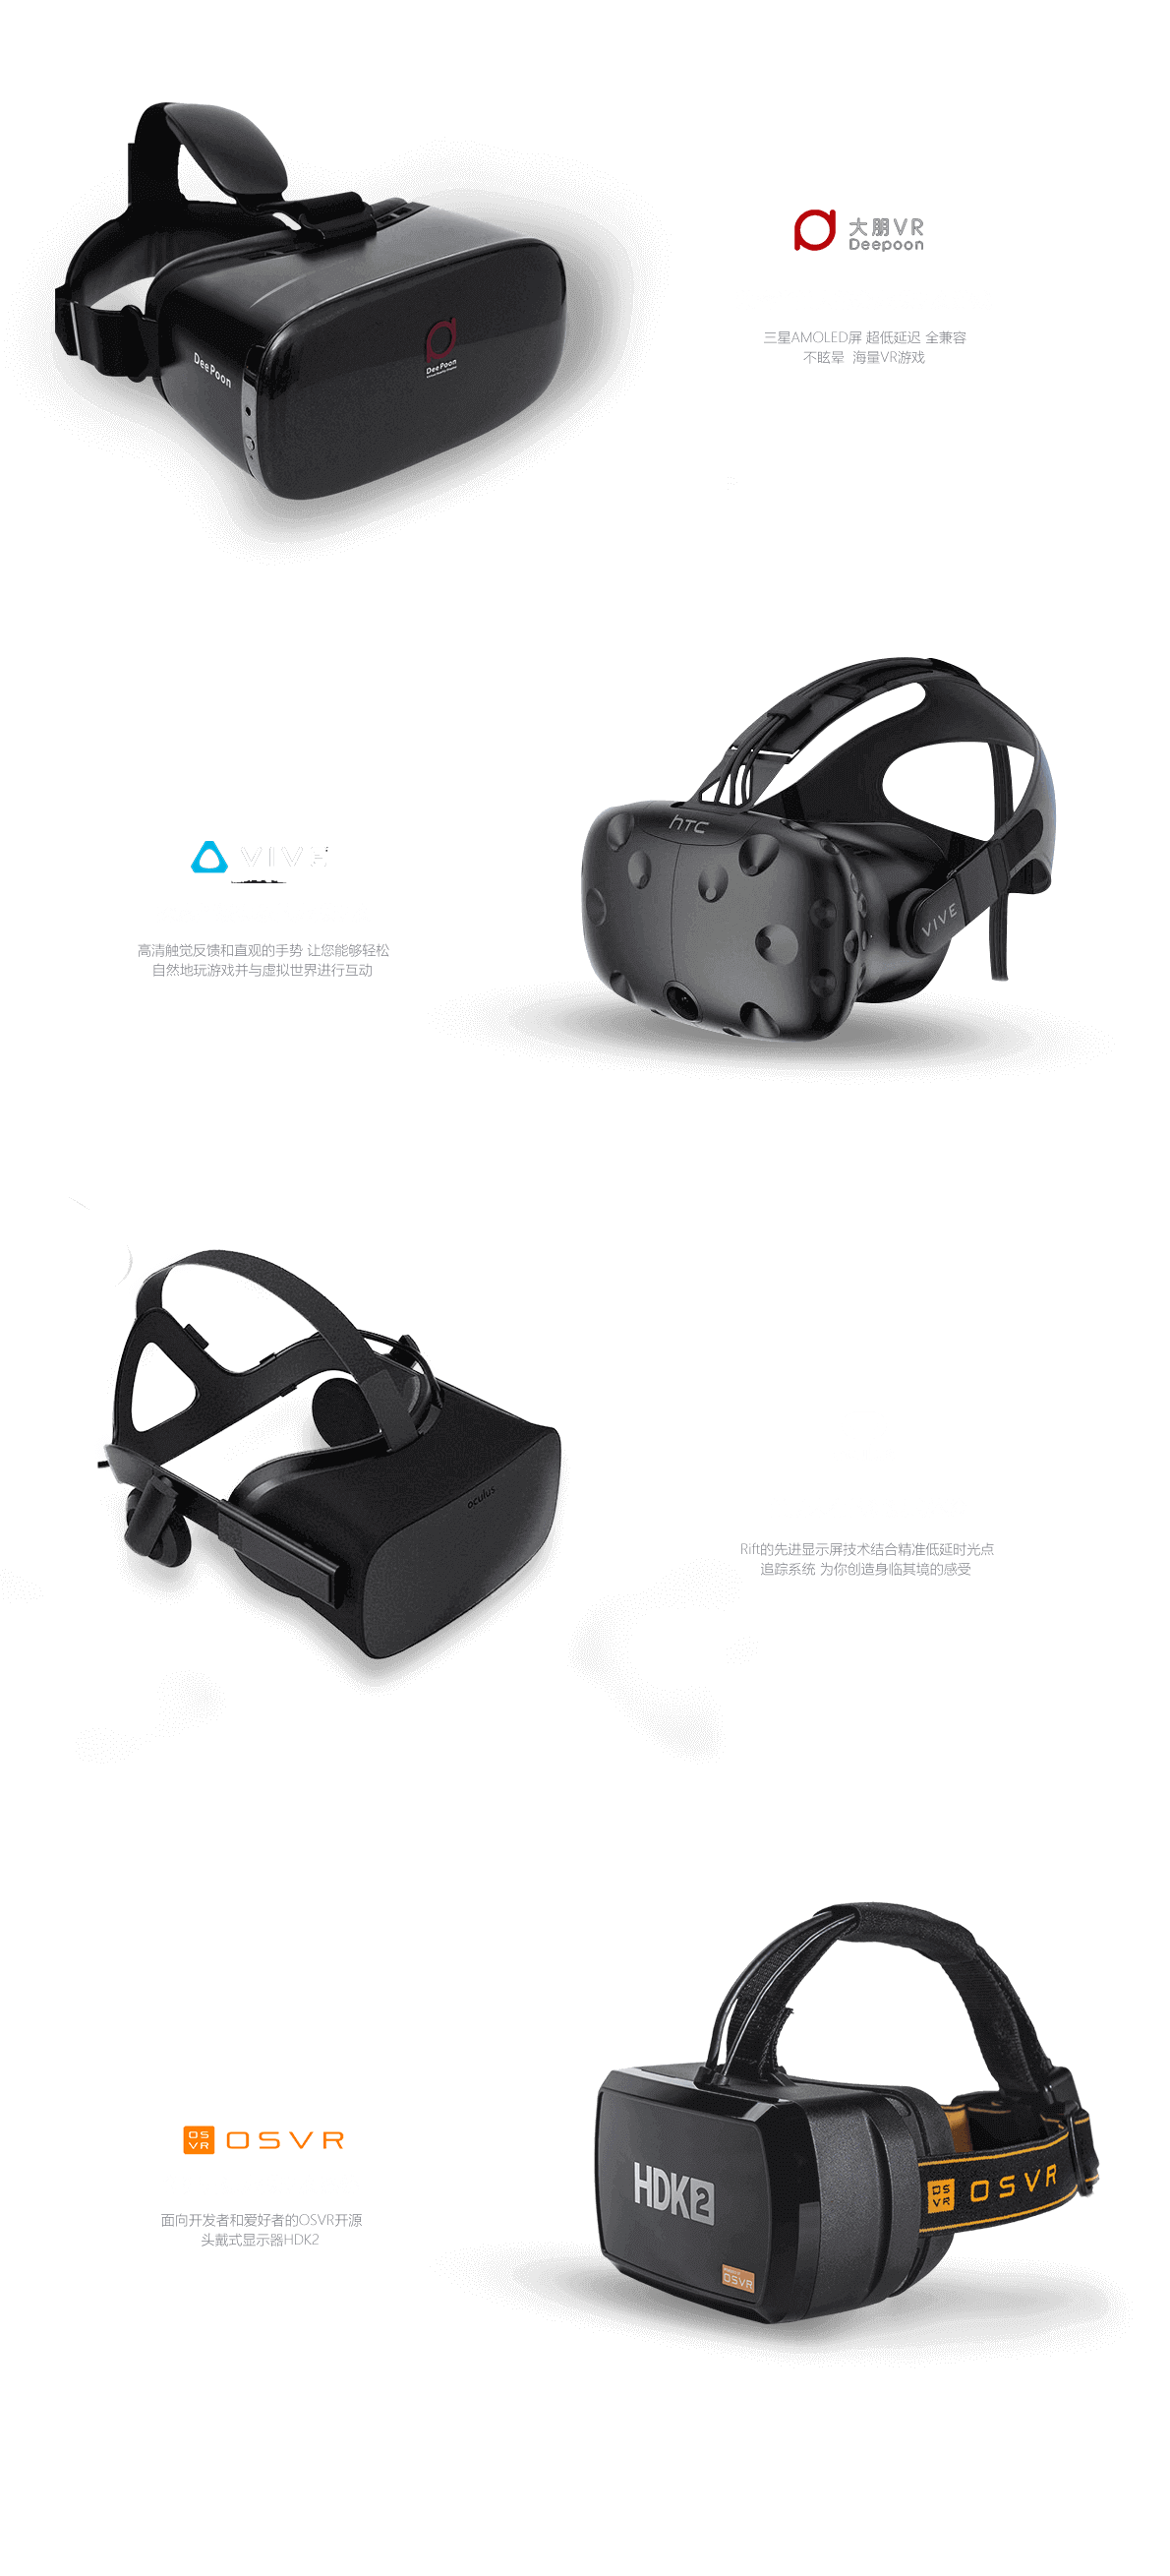 大朋VR
Deepoon
DeePoon
DeePoon
三星AMOLED屏 超低延迟 全兼容
不眩晕 海量VR游戏
hTC
VIVE
VIVE
高清触觉反馈和直观的手势 让您能够轻松
自然地玩游戏并与虚拟世界进行互动
oculus
Rift的先进显示屏技术结合精准低延时光点
追踪系统 为你创造身临其境的感受
OS
VR
OSVR
HDK2
OS
VR
OSVR
OSVR
面向开发者和爱好者的OSVR开源
头戴式显示器HDK2